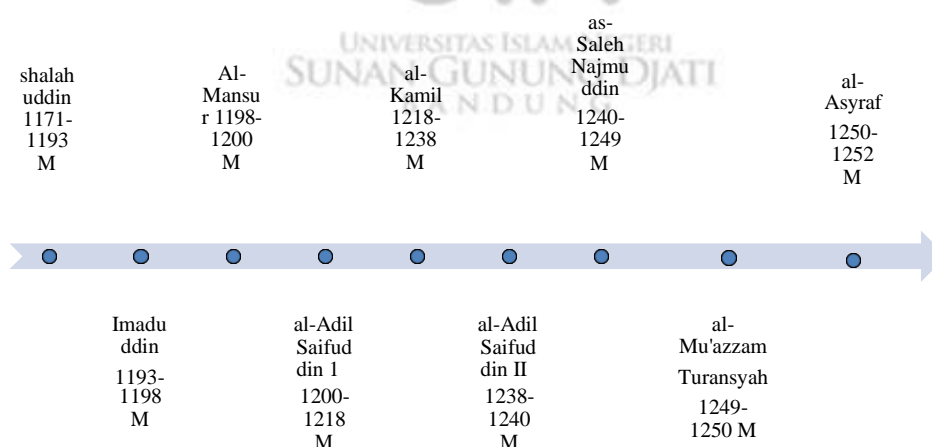 shalah
uddin
1171-
1193
M
Imadu
ddin
1193-
1198
M
Al-
Mansu
r 1198-
1200
M
al-Adil
Saifud
din 1
1200-
1218
M
al-
Kamil
1218-
1238
M
al-Adil
Saifud
din II
1238-
1240
M
as-
Saleh
Najmu
ddin
1240-
1249
M
al-
Mu'azzam
Turansyah
1249-
1250 M
al-
Asyraf
1250-
1252
M
UNIVERSITAS ISLAM NEGERI
SUNAN GUNUNG DJATI
BANDUNG